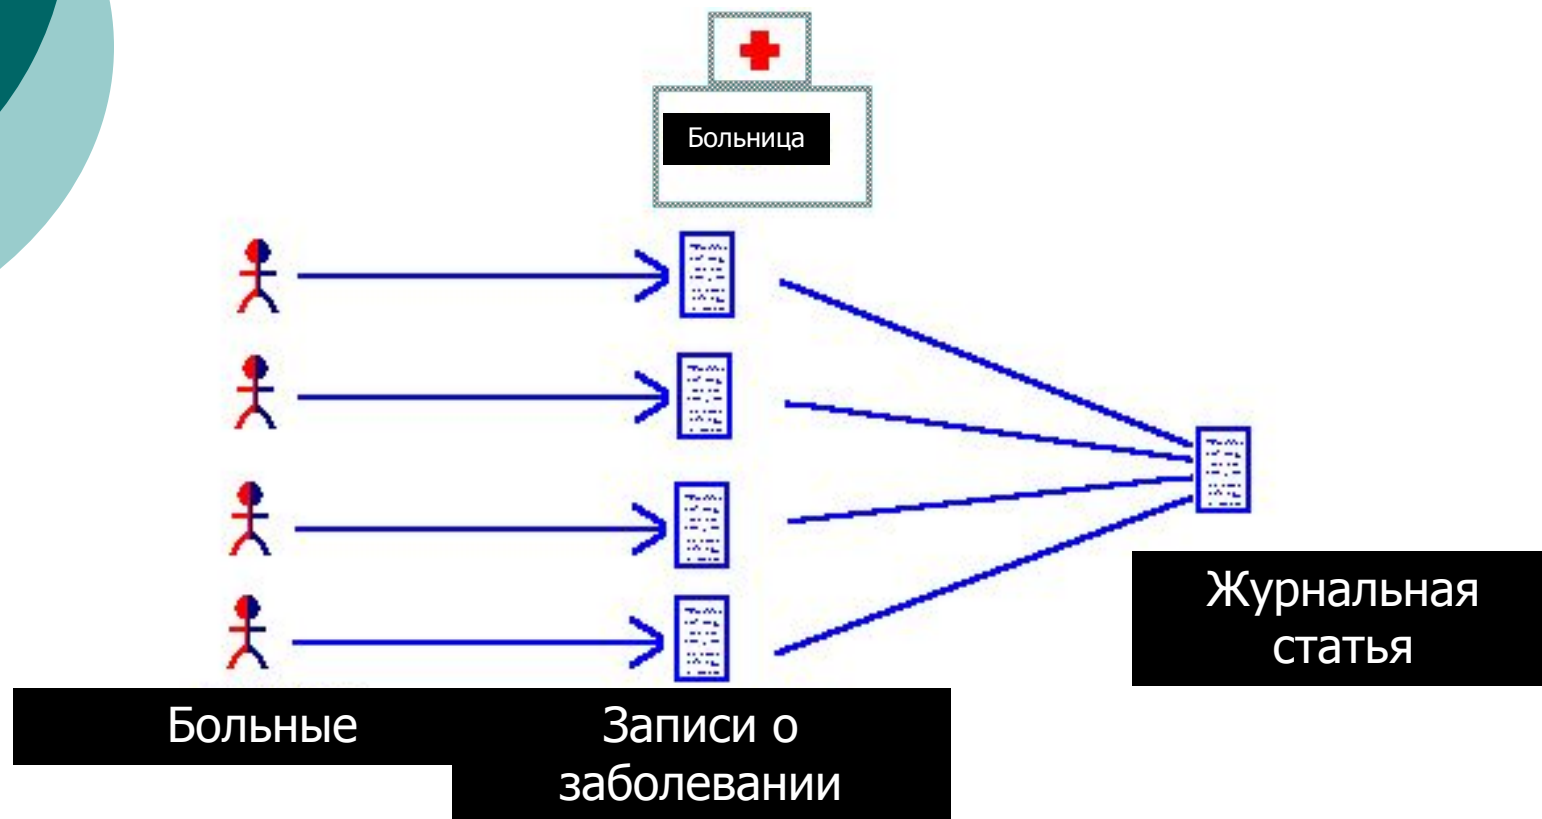 Больница
Журнальная
статья
Больные
Записи о
заболевании